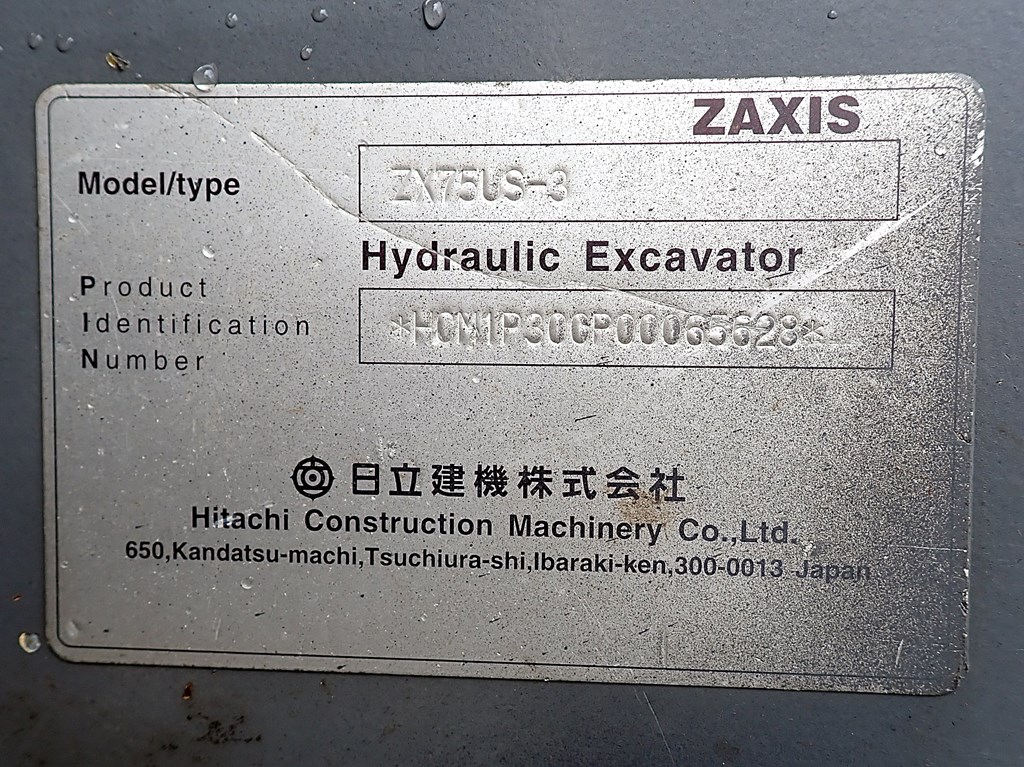 ZAXIS
Model/type ZX75US-3
Hydraulic Excavator
Product
Identification *HCM1P30CP00065628*
Number
日立建機株式会社
Hitachi Construction Machinery Co.,Ltd.
650,Kandatsu-machi,Tsuchiura-shi,Ibaraki-ken,300-0013 Japan